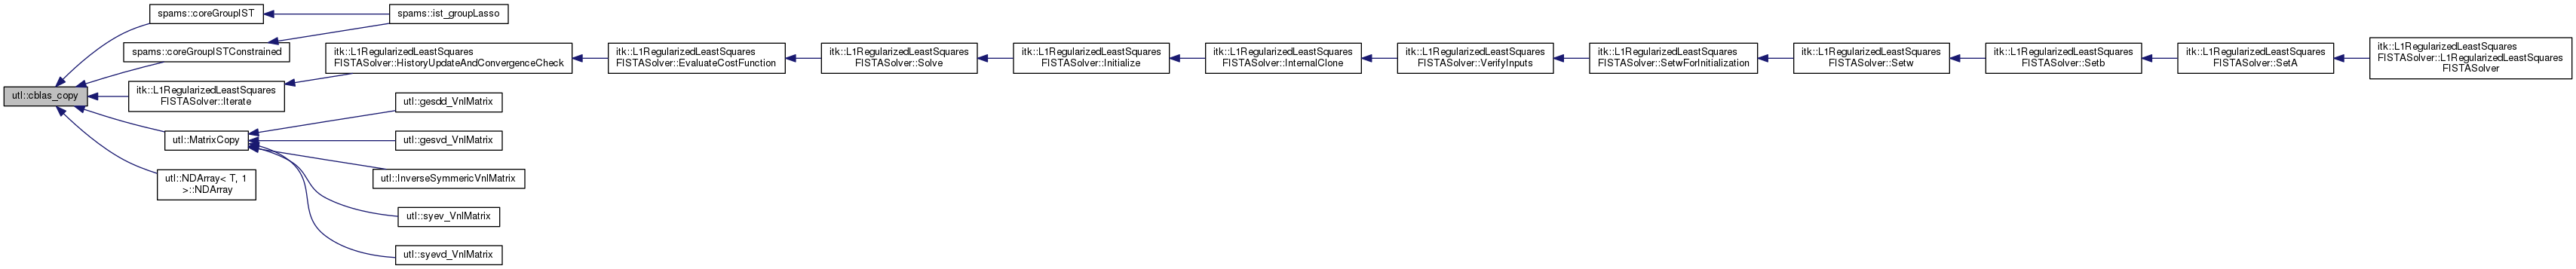 utl::cblas_copy
spams::coreGroupIST
spams::ist_groupLasso
spams::coreGroupISTConstrained
itk::L1RegularizedLeastSquares
FISTASolver::Iterate
itk::L1RegularizedLeastSquares
FISTASolver::HistoryUpdateAndConvergenceCheck
itk::L1RegularizedLeastSquares
FISTASolver::EvaluateCostFunction
itk::L1RegularizedLeastSquares
FISTASolver::Solve
itk::L1RegularizedLeastSquares
FISTASolver::Initialize
itk::L1RegularizedLeastSquares
FISTASolver::InternalClone
itk::L1RegularizedLeastSquares
FISTASolver::VerifyInputs
itk::L1RegularizedLeastSquares
FISTASolver::SetwForInitialization
itk::L1RegularizedLeastSquares
FISTASolver::Setw
itk::L1RegularizedLeastSquares
FISTASolver::Setb
itk::L1RegularizedLeastSquares
FISTASolver::SetA
itk::L1RegularizedLeastSquares
FISTASolver::L1RegularizedLeastSquares
FISTASolver
utl::MatrixCopy
utl::gesdd_VnlMatrix
utl::gesvd_VnlMatrix
utl::InverseSymmericVnlMatrix
utl::syev_VnlMatrix
utl::syevd_VnlMatrix
utl::NDArray< T, 1
>::NDArray